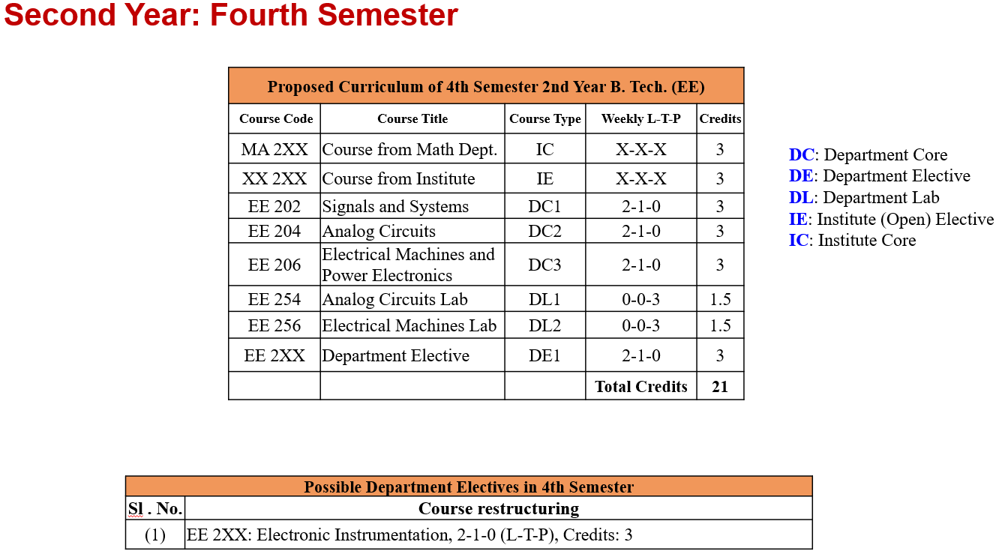 Second Year: Fourth Semester
Proposed Curriculum of 4th Semester 2nd Year B. Tech. (EE)
Course Code Course Title Course Type Weekly L-T-P Credits
MA 2XX Course from Math Dept. IC X-X-X 3
XX 2XX Course from Institute IE X-X-X 3
EE 202 Signals and Systems DC1 2-1-0 3
EE 204 Analog Circuits DC2 2-1-0 3
EE 206 Electrical Machines and Power Electronics DC3 2-1-0 3
EE 254 Analog Circuits Lab DL1 0-0-3 1.5
EE 256 Electrical Machines Lab DL2 0-0-3 1.5
EE 2XX Department Elective DE1 2-1-0 3
Total Credits 21
DC: Department Core
DE: Department Elective
DL: Department Lab
IE: Institute (Open) Elective
IC: Institute Core
Possible Department Electives in 4th Semester
Sl . No. Course restructuring
(1) EE 2XX: Electronic Instrumentation, 2-1-0 (L-T-P), Credits: 3